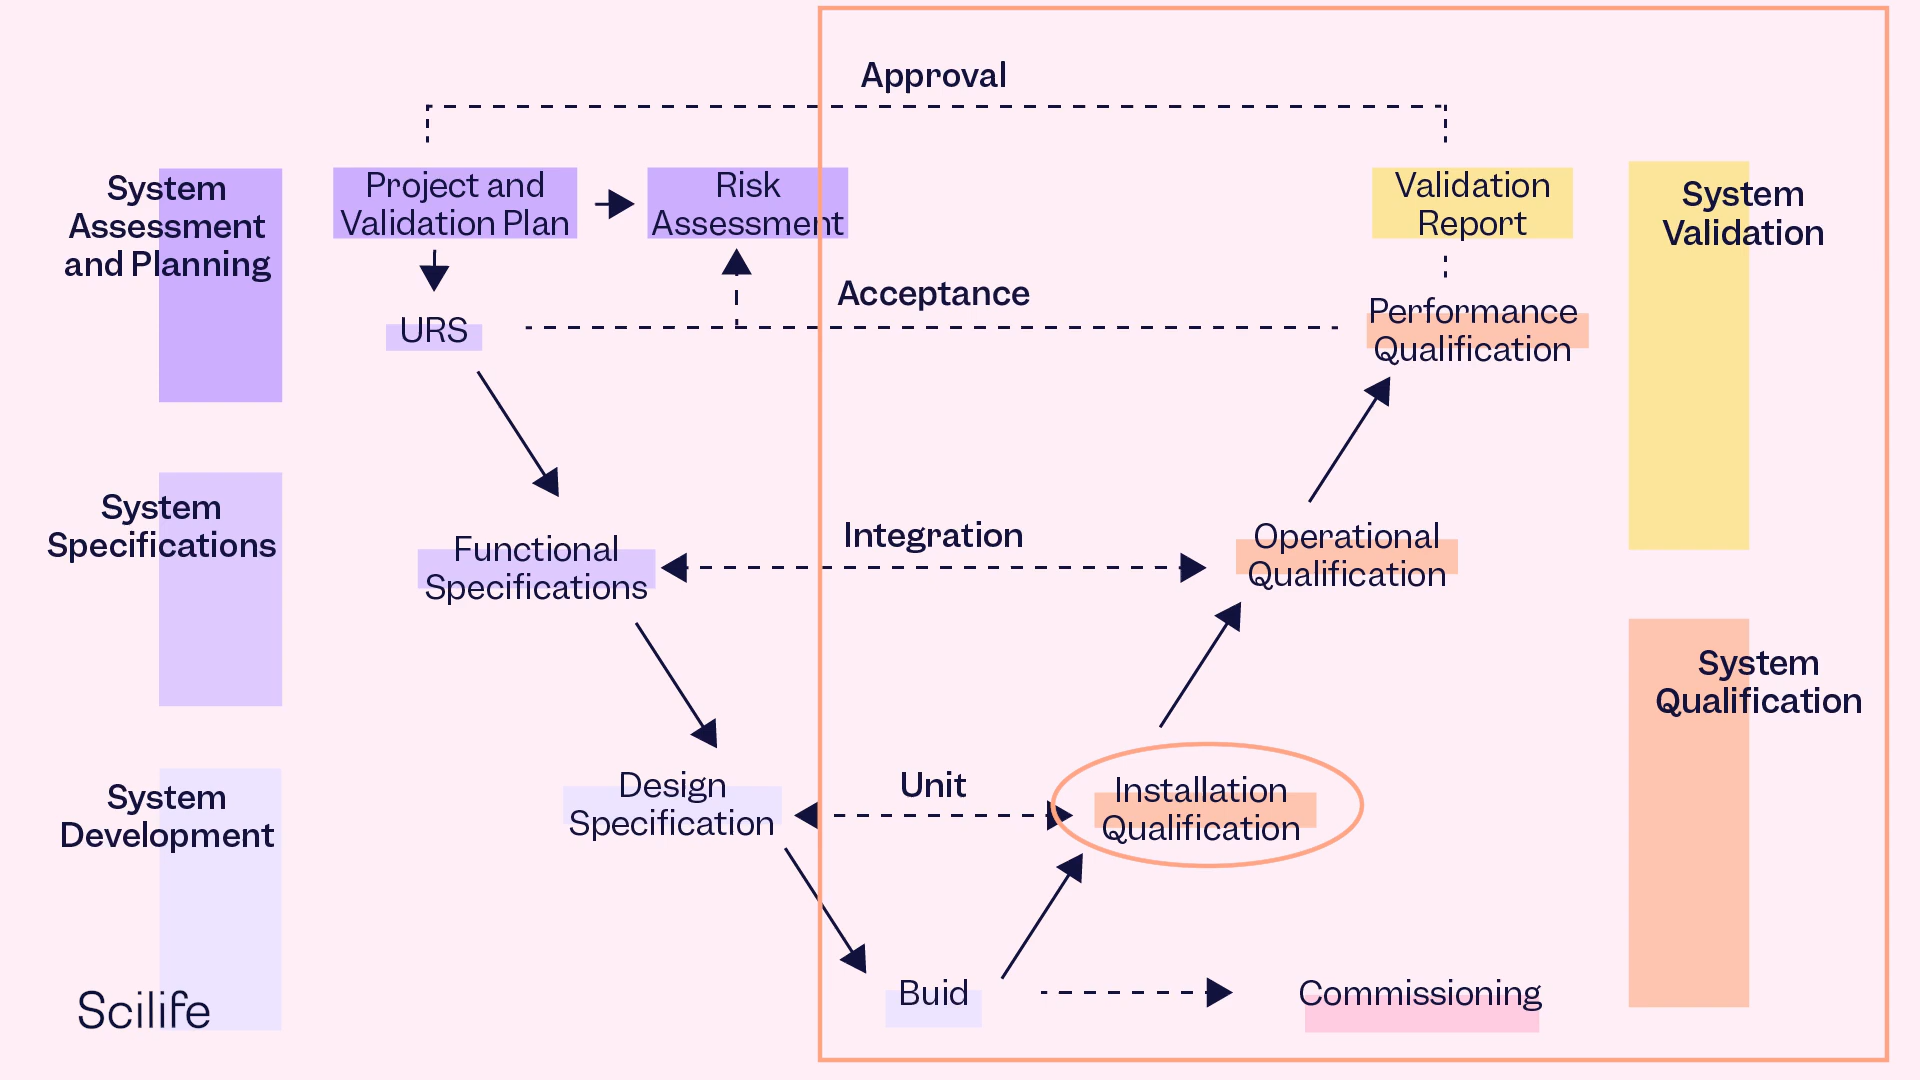 Approval
System
Assessment
and Planning
Project and
Validation Plan
Risk
Assessment
Validation
Report
System
Validation
Acceptance
URS
Performance
Qualification
System
Specifications
Functional
Specifications
Integration
Operational
Qualification
System
Qualification
System
Development
Design
Specification
Unit
Installation
Qualification
Buid
Commissioning
Scilife